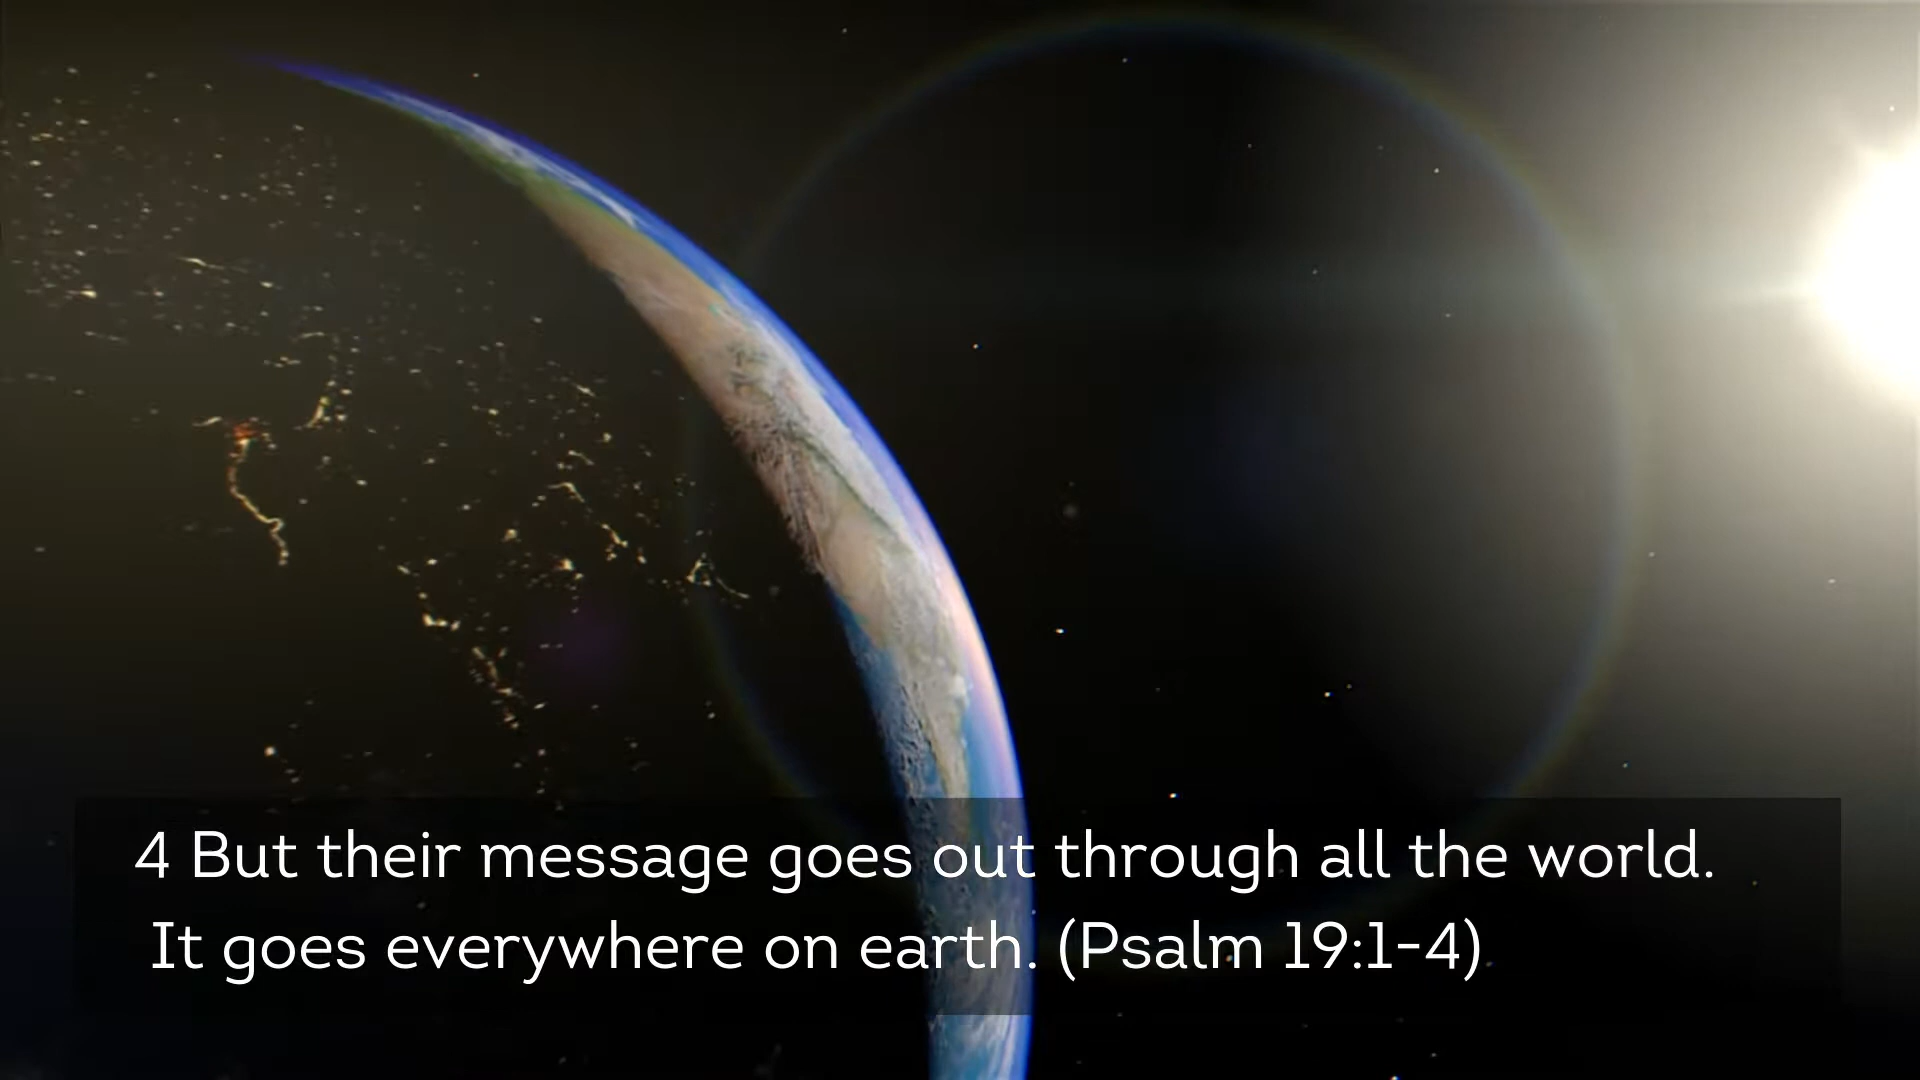 4 But their message goes out through all the world.
It goes everywhere on earth. (Psalm 19:1-4)